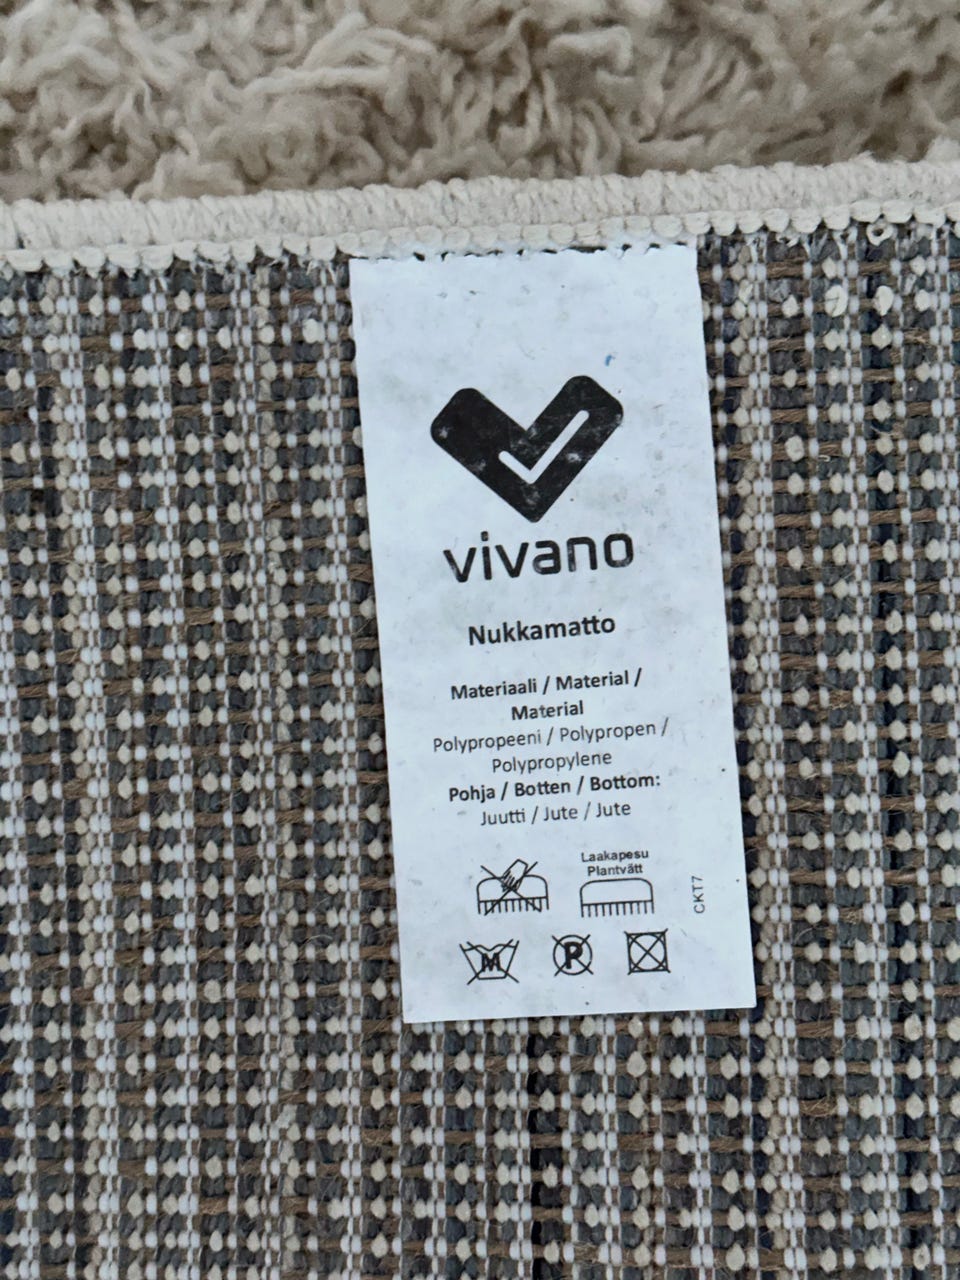 vivano
Nukkamatto
Materiaali / Material /
Material
Polypropeeni / Polypropen /
Polypropylene
Pohja / Botten / Bottom:
Juutti / Jute / Jute
Laakapesu
Plantvätt
CKT7
M
P